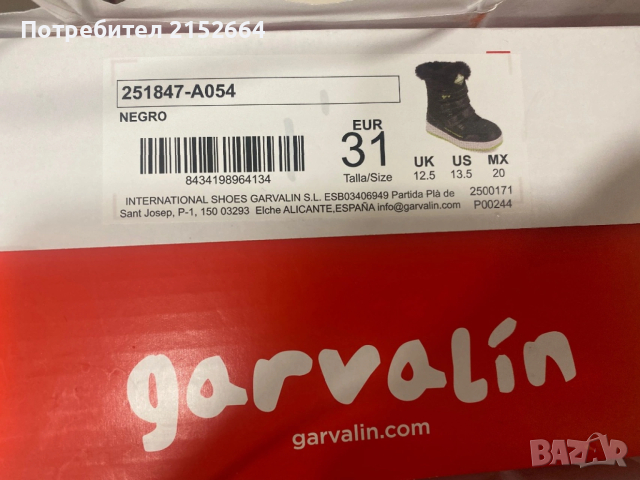 Потребител 2152664
251847-A054
NEGRO
8434198964134
EUR
31
Talla/Size
UK US MX
12.5 13.5 20
INTERNATIONAL SHOES GARVALIN S.L. ESB03406949 Partida Plà de 2500171
Sant Josep, P-1, 150 03293 Elche ALICANTE,ESPAÑA info@garvalin.com P00244
garvalín
garvalin.com
BAZAR